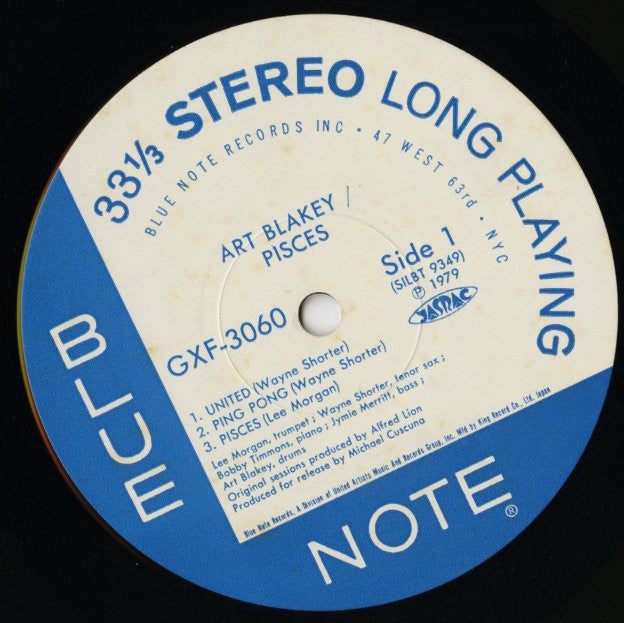 33⅓ STEREO LONG PLAYING
BLUE NOTE RECORDS INC · 47 WEST 63rd · NYC
ART BLAKEY /
PISCES
Side 1
(SILBT 9349)
Ⓟ 1979
JASRAC
GXF-3060
1. UNITED (Wayne Shorter)
2. PING PONG (Wayne Shorter)
3. PISCES (Lee Morgan)
Lee Morgan, trumpet ; Wayne Shorter, tenor sax ;
Bobby Timmons, piano ; Jymie Merritt, bass ;
Art Blakey, drums
Original sessions produced by Alfred Lion
Produced for release by Michael Cuscuna
Blue Note Records, A Division of United Artists Music And Records Group, Inc. Mfd by King Record Co., Ltd. Japan
BLUE
NOTE®